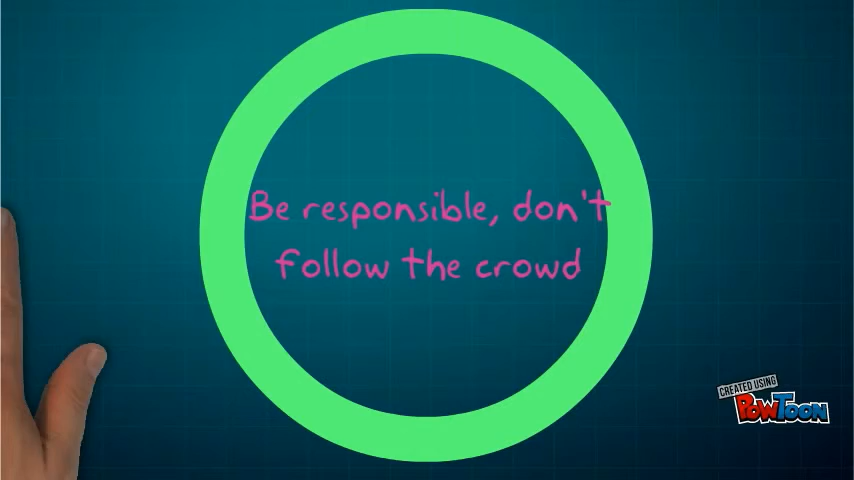 Be responsible, don't
follow the crowd
CREATED USING
POWTOON